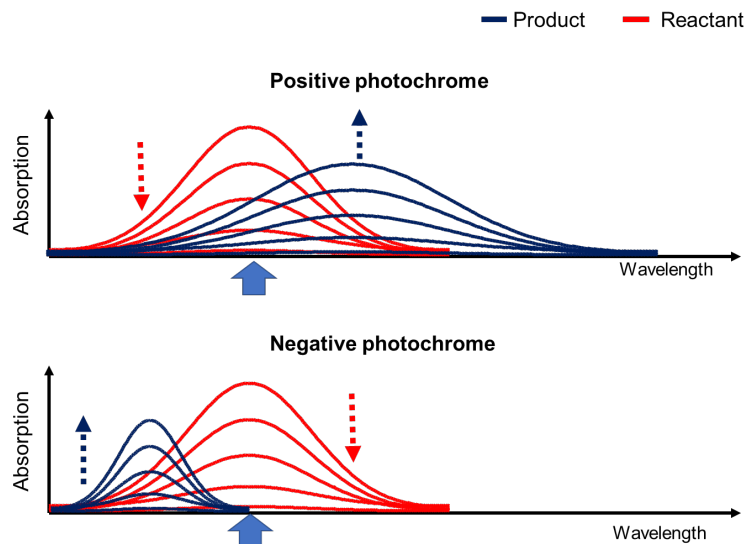 Product Reactant
Positive photochrome
Absorption
Wavelength
Negative photochrome
Absorption
Wavelength